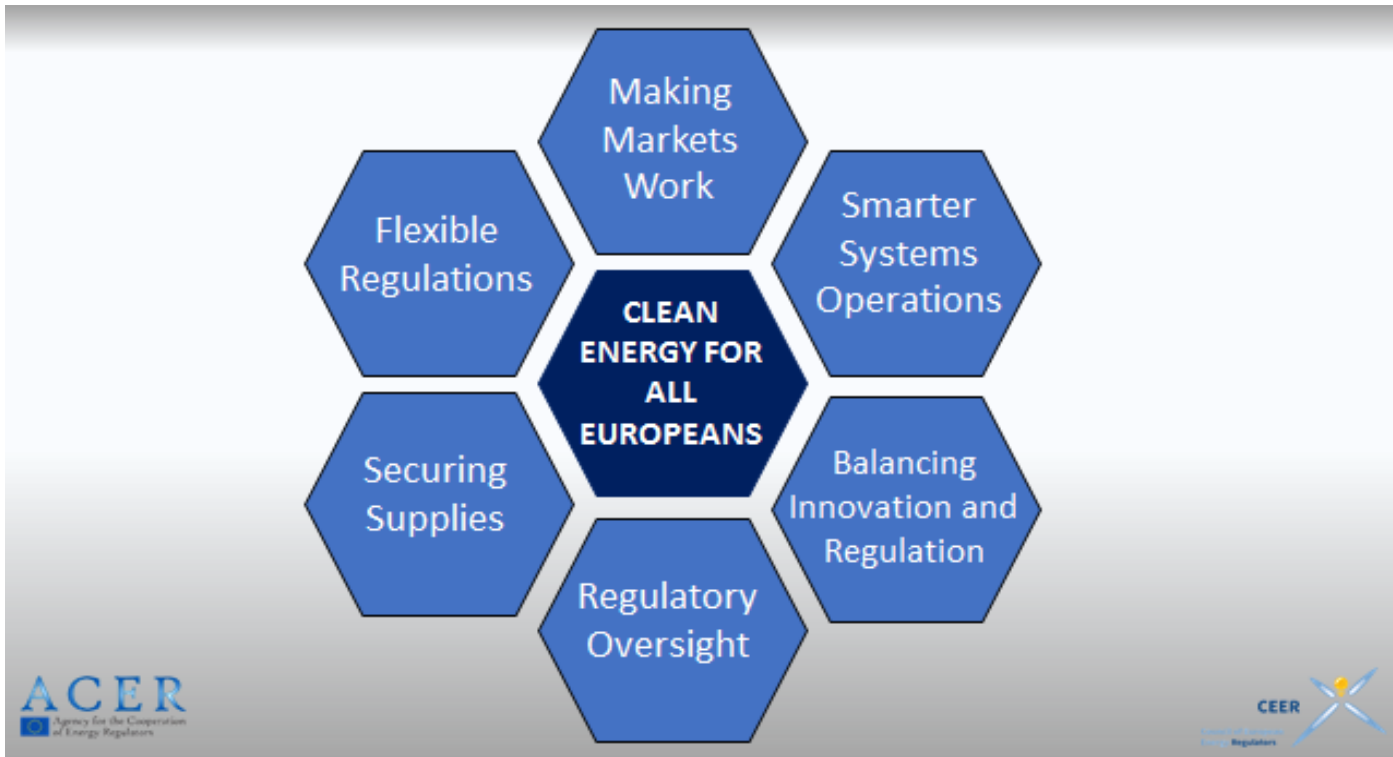 Making
Markets
Work
Flexible
Regulations
Smarter
Systems
Operations
CLEAN
ENERGY FOR
ALL
EUROPEANS
Securing
Supplies
Balancing
Innovation and
Regulation
Regulatory
Oversight
ACER
Agency for the Cooperation
of Energy Regulators
CEER
Regulators